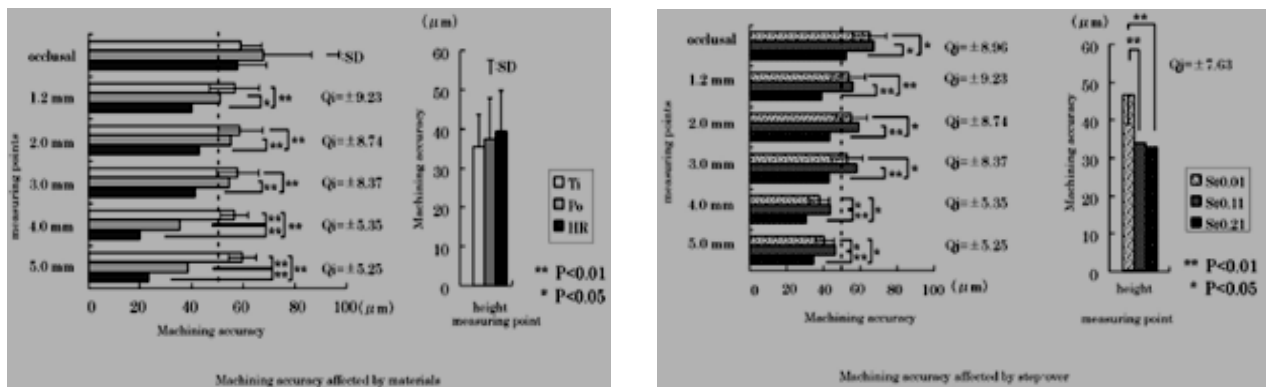 (μm)
occlusal
SD
1.2 mm
** 
*
Qj=±9.23
2.0 mm
**
**
Qj=±8.74
3.0 mm
**
**
Qj=±8.37
4.0 mm
**
**
**
Qj=±5.35
5.0 mm
**
**
**
Qj=±5.25
0 20 40 60 80 100(μm)
measuring points
Machining accuracy
SD
60
50
40
30
20
10
0
Machining accuracy
height
measuring point
Ti
Po
HR
** P<0.01
* P<0.05
Machining accuracy affected by materials
occlusal
*
*
Qj=±8.96
1.2 mm
**
**
Qj=±9.23
2.0 mm
**
*
Qj=±8.74
3.0 mm
**
*
Qj=±8.37
4.0 mm
*
**
*
Qj=±5.35
5.0 mm
*
**
*
Qj=±5.25
0 20 40 60 80 100 (μm)
measuring points
Machining accuracy
(μm)
**
**
Qj=±7.63
60
50
40
30
20
10
0
Machining accuracy
height
measuring point
St0.01
St0.11
St0.21
** P<0.01
* P<0.05
Machining accuracy affected by step-over